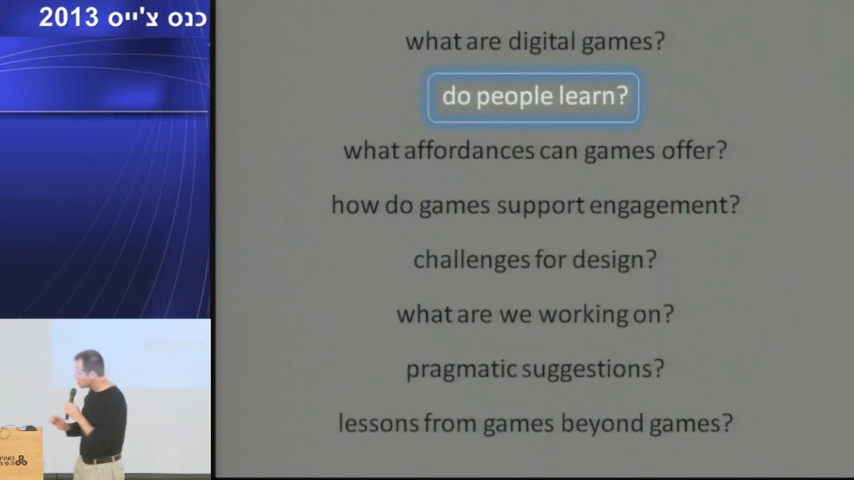 כנס צ'ייס 2013
what are digital games?
do people learn?
what affordances can games offer?
how do games support engagement?
challenges for design?
what are we working on?
pragmatic suggestions?
lessons from games beyond games?